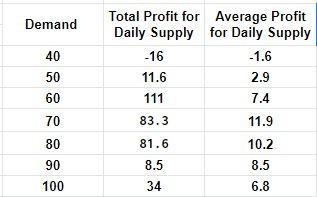 Demand Total Profit for Daily Supply Average Profit for Daily Supply
40 -16 -1.6
50 11.6 2.9
60 111 7.4
70 83.3 11.9
80 81.6 10.2
90 8.5 8.5
100 34 6.8